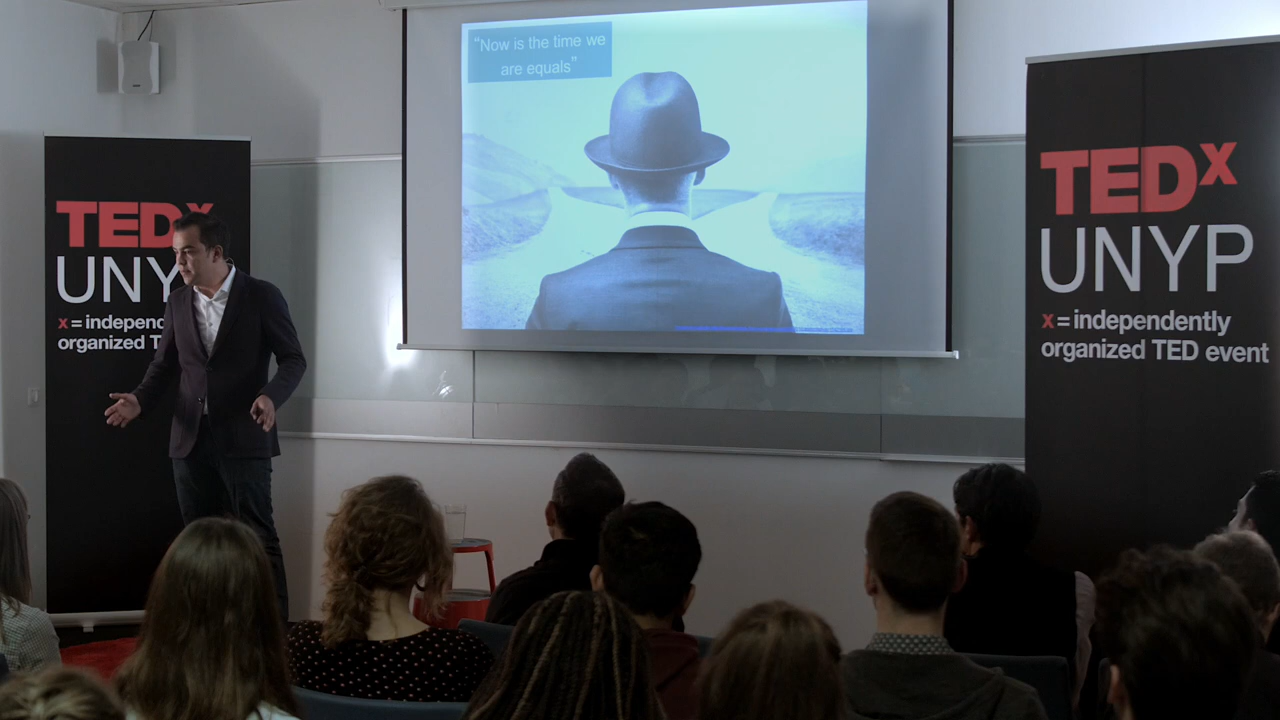 "Now is the time we
are equals"
TEDx
UNY
x = independ
organized T
TEDx
UNYP
x = independently
organized TED event